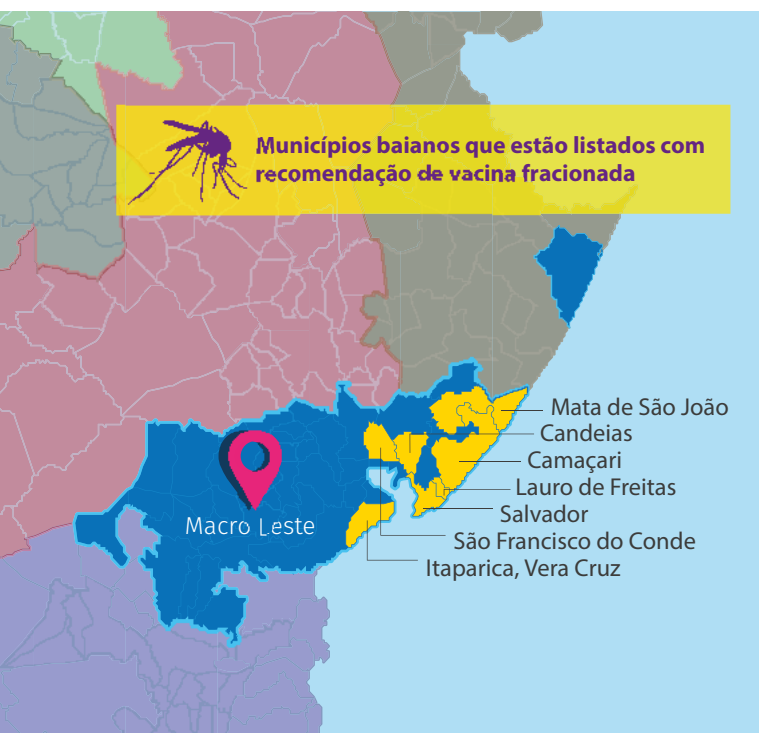 Municípios baianos que estão listados com
recomendação de vacina fracionada
Mata de São João
Candeias
Camaçari
Lauro de Freitas
Salvador
São Francisco do Conde
Itaparica, Vera Cruz
Macro Leste